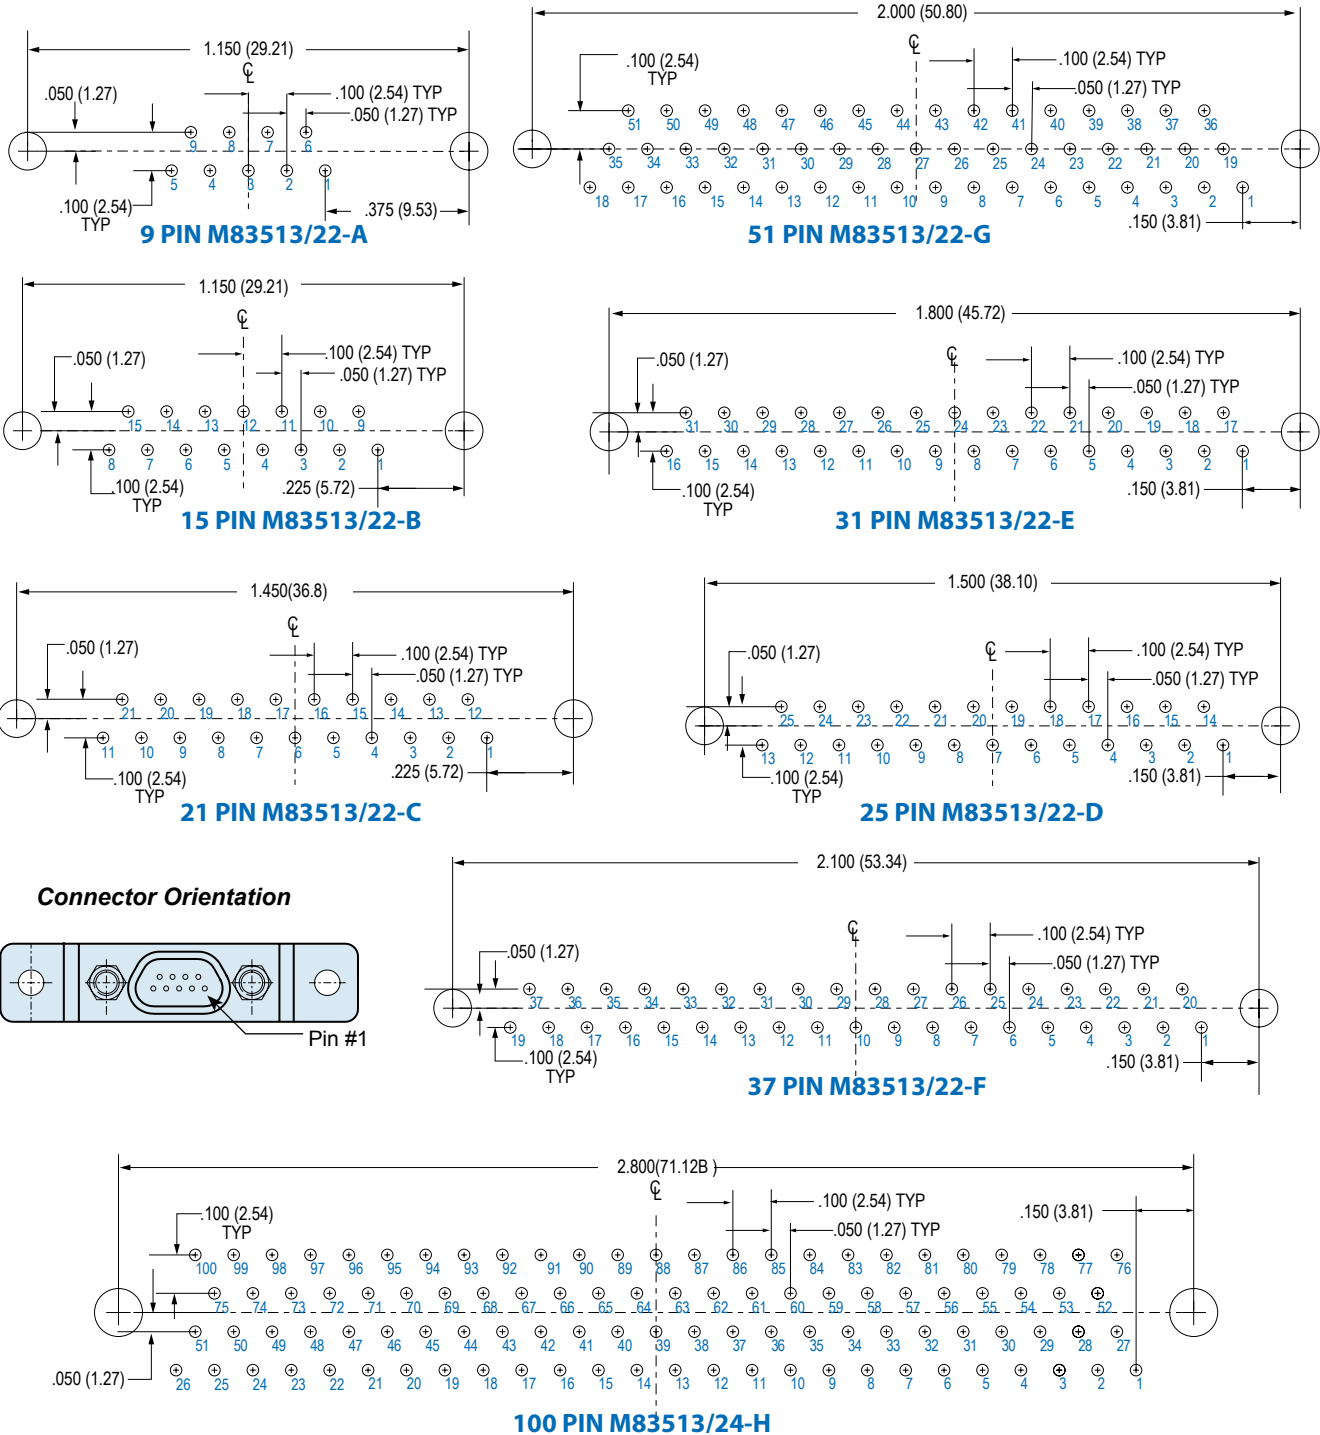 1.150 (29.21)
℄
.050 (1.27)
.100 (2.54) TYP
.050 (1.27) TYP
9 8 7 6
5 4 3 2 1
.100 (2.54)
TYP
.375 (9.53)
9 PIN M83513/22-A
2.000 (50.80)
℄
.100 (2.54)
TYP
.100 (2.54) TYP
.050 (1.27) TYP
51 50 49 48 47 46 45 44 43 42 41 40 39 38 37 36
35 34 33 32 31 30 29 28 27 26 25 24 23 22 21 20 19
18 17 16 15 14 13 12 11 10 9 8 7 6 5 4 3 2 1
.150 (3.81)
51 PIN M83513/22-G
1.150 (29.21)
℄
.050 (1.27)
.100 (2.54) TYP
.050 (1.27) TYP
15 14 13 12 11 10 9
8 7 6 5 4 3 2 1
.100 (2.54)
TYP
.225 (5.72)
15 PIN M83513/22-B
1.800 (45.72)
℄
.050 (1.27)
.100 (2.54) TYP
.050 (1.27) TYP
31 30 29 28 27 26 25 24 23 22 21 20 19 18 17
16 15 14 13 12 11 10 9 8 7 6 5 4 3 2 1
.100 (2.54)
TYP
.150 (3.81)
31 PIN M83513/22-E
1.450(36.8)
℄
.050 (1.27)
.100 (2.54) TYP
.050 (1.27) TYP
21 20 19 18 17 16 15 14 13 12
11 10 9 8 7 6 5 4 3 2 1
.100 (2.54)
TYP
.225 (5.72)
21 PIN M83513/22-C
1.500 (38.10)
℄
.050 (1.27)
.100 (2.54) TYP
.050 (1.27) TYP
25 24 23 22 21 20 19 18 17 16 15 14
13 12 11 10 9 8 7 6 5 4 3 2 1
.100 (2.54)
TYP
.150 (3.81)
25 PIN M83513/22-D
Connector Orientation
Pin #1
2.100 (53.34)
℄
.050 (1.27)
.100 (2.54) TYP
.050 (1.27) TYP
37 36 35 34 33 32 31 30 29 28 27 26 25 24 23 22 21 20
19 18 17 16 15 14 13 12 11 10 9 8 7 6 5 4 3 2 1
.100 (2.54)
TYP
.150 (3.81)
37 PIN M83513/22-F
2.800(71.12B )
℄
.100 (2.54)
TYP
.100 (2.54) TYP
.050 (1.27) TYP
.150 (3.81)
100 99 98 97 96 95 94 93 92 91 90 89 88 87 86 85 84 83 82 81 80 79 78 77 76
75 74 73 72 71 70 69 68 67 66 65 64 63 62 61 60 59 58 57 56 55 54 53 52
51 50 49 48 47 46 45 44 43 42 41 40 39 38 37 36 35 34 33 32 31 30 29 28 27
26 25 24 23 22 21 20 19 18 17 16 15 14 13 12 11 10 9 8 7 6 5 4 3 2 1
.050 (1.27)
100 PIN M83513/24-H